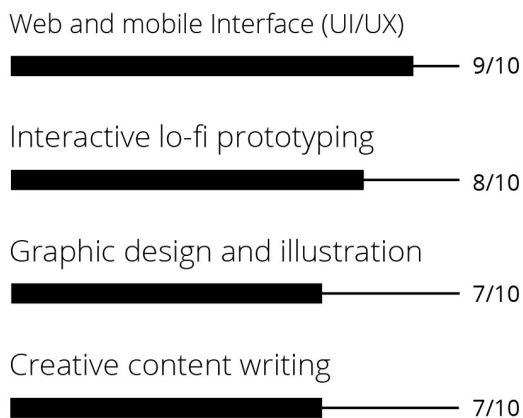 Web and mobile Interface (UI/UX)
9/10
Interactive lo-fi prototyping
8/10
Graphic design and illustration
7/10
Creative content writing
7/10